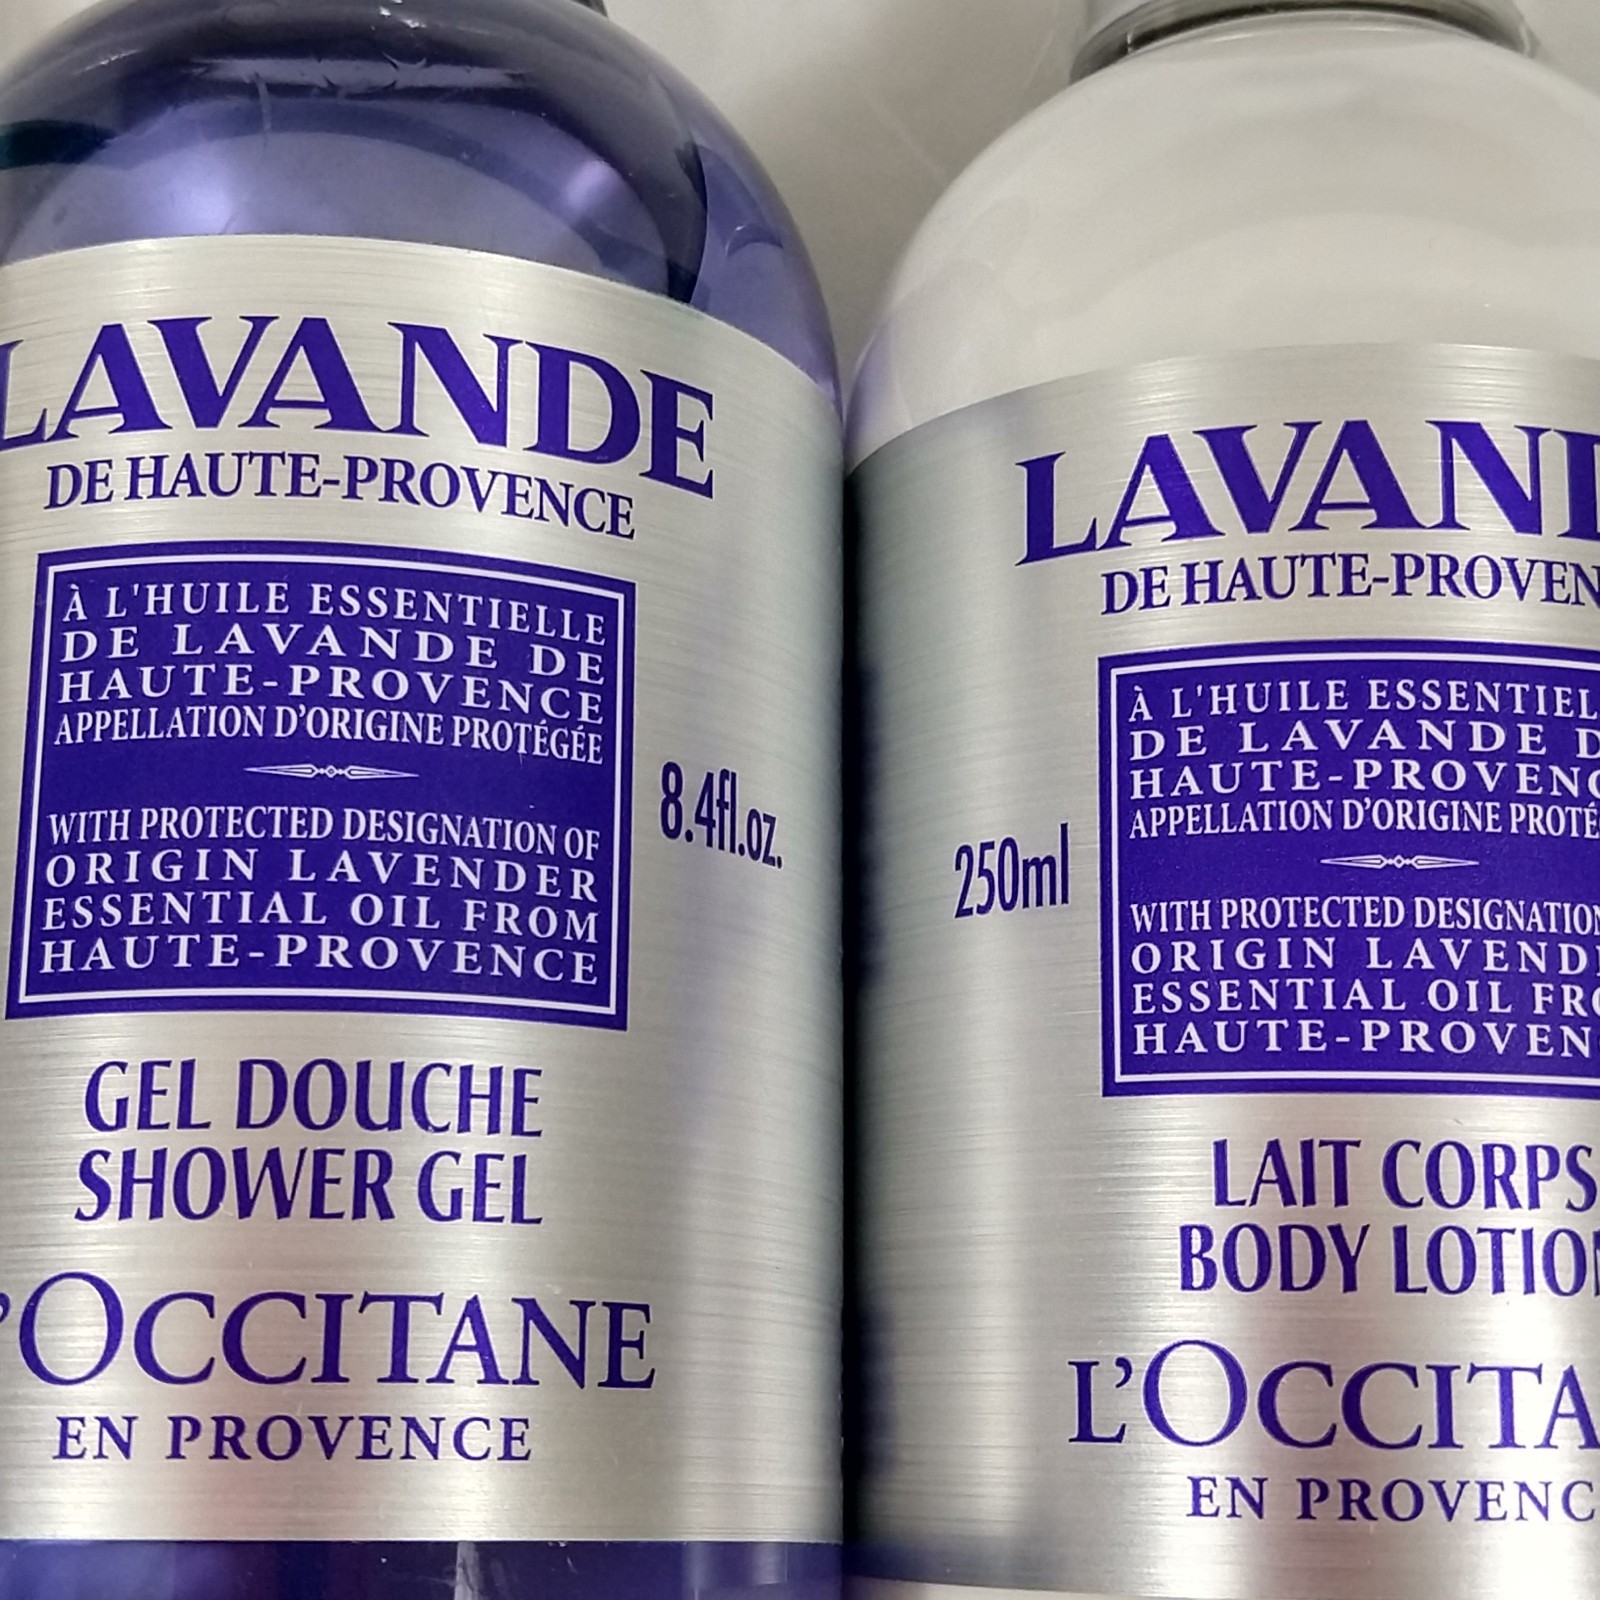 LAVANDE
DE HAUTE-PROVENCE
À L'HUILE ESSENTIELLE
DE LAVANDE DE
HAUTE-PROVENCE
APPELLATION D'ORIGINE PROTÉGÉE
WITH PROTECTED DESIGNATION OF
ORIGIN LAVENDER
ESSENTIAL OIL FROM
HAUTE-PROVENCE
8.4fl.oz.
GEL DOUCHE
SHOWER GEL
'OCCITANE
EN PROVENCE
LAVAND
DE HAUTE-PROVEN
À L'HUILE ESSENTIEL
DE LAVANDE D
HAUTE-PROVENC
APPELLATION D'ORIGINE PROTÉ
WITH PROTECTED DESIGNATION
ORIGIN LAVEND
ESSENTIAL OIL FRO
HAUTE-PROVEN
250ml
LAIT CORPS
BODY LOTION
L'OCCITA
EN PROVENC